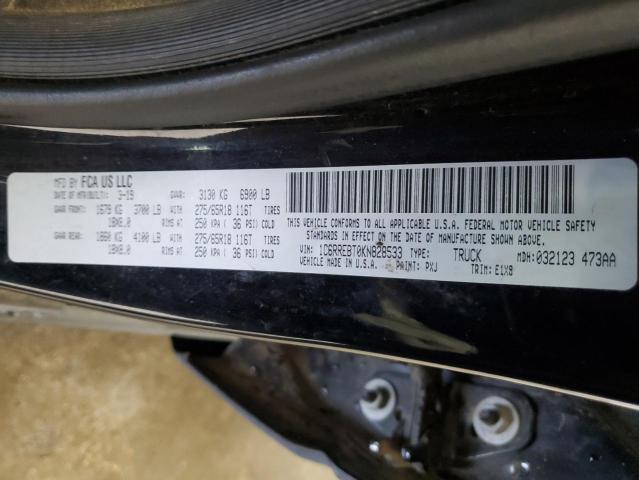 MFD BY FCA US LLC
DATE OF MFR(BUILT): 3-19 GVWR: 3130 KG 6900 LB
GAWR FRONT: 1679 KG 3700 LB WITH 275/65R18 116T TIRES
18X8.0 RIMS AT 250 KPA ( 36 PSI) COLD
GAWR REAR: 1860 KG 4100 LB WITH 275/65R18 116T TIRES
18X8.0 RIMS AT 250 KPA ( 36 PSI) COLD
THIS VEHICLE CONFORMS TO ALL APPLICABLE U.S.A. FEDERAL MOTOR VEHICLE SAFETY
STANDARDS IN EFFECT ON THE DATE OF MANUFACTURE SHOWN ABOVE.
VIN: 1C6RREBT0KN828533 TYPE: TRUCK MDH: 032123 473AA
VEHICLE MADE IN U.S.A. PAINT: PXJ TRIM: E1X9